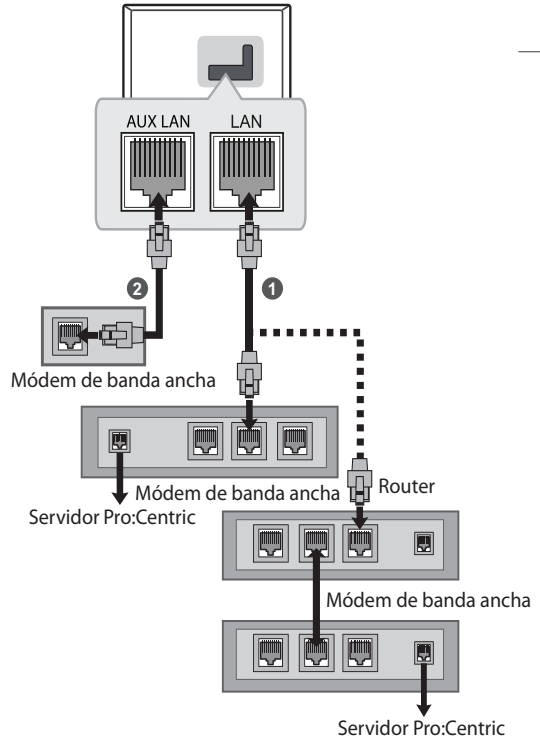 AUX LAN
LAN
2
1
Módem de banda ancha
Módem de banda ancha
Router
Servidor Pro:Centric
Módem de banda ancha
Servidor Pro:Centric